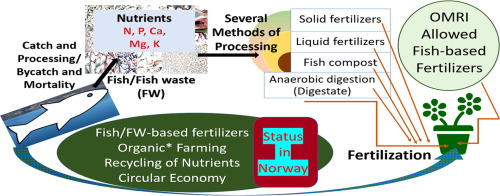 Nutrients
N, P, Ca,
Mg, K
Catch and
Processing/
Bycatch and
Mortality
Fish/Fish waste
(FW)
Several
Methods of
Processing
Solid fertilizers
Liquid fertilizers
Fish compost
Anaerobic digestion
(Digestate)
OMRI
Allowed
Fish-based
Fertilizers
Fertilization
Fish/FW-based fertilizers
Organic* Farming
Recycling of Nutrients
Circular Economy
Status
in
Norway